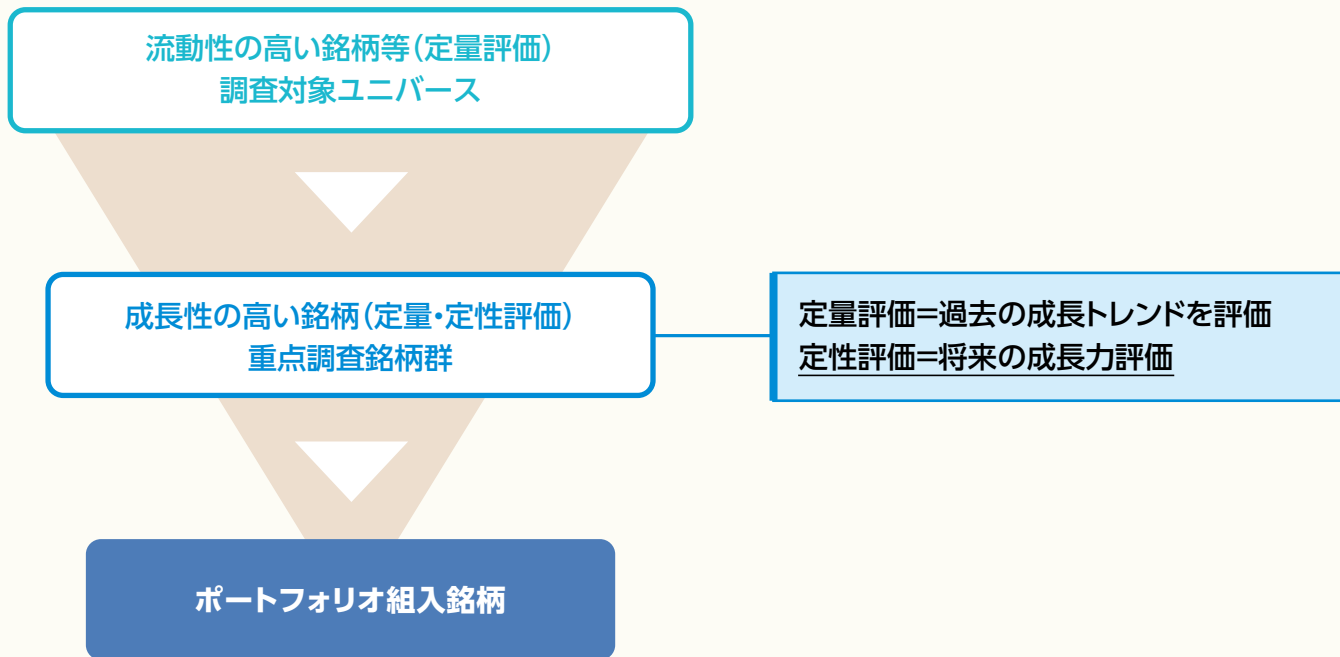 流動性の高い銘柄等（定量評価）
調査対象ユニバース
成長性の高い銘柄（定量・定性評価）
重点調査銘柄群
定量評価=過去の成長トレンドを評価
定性評価=将来の成長力評価
ポートフォリオ組入銘柄